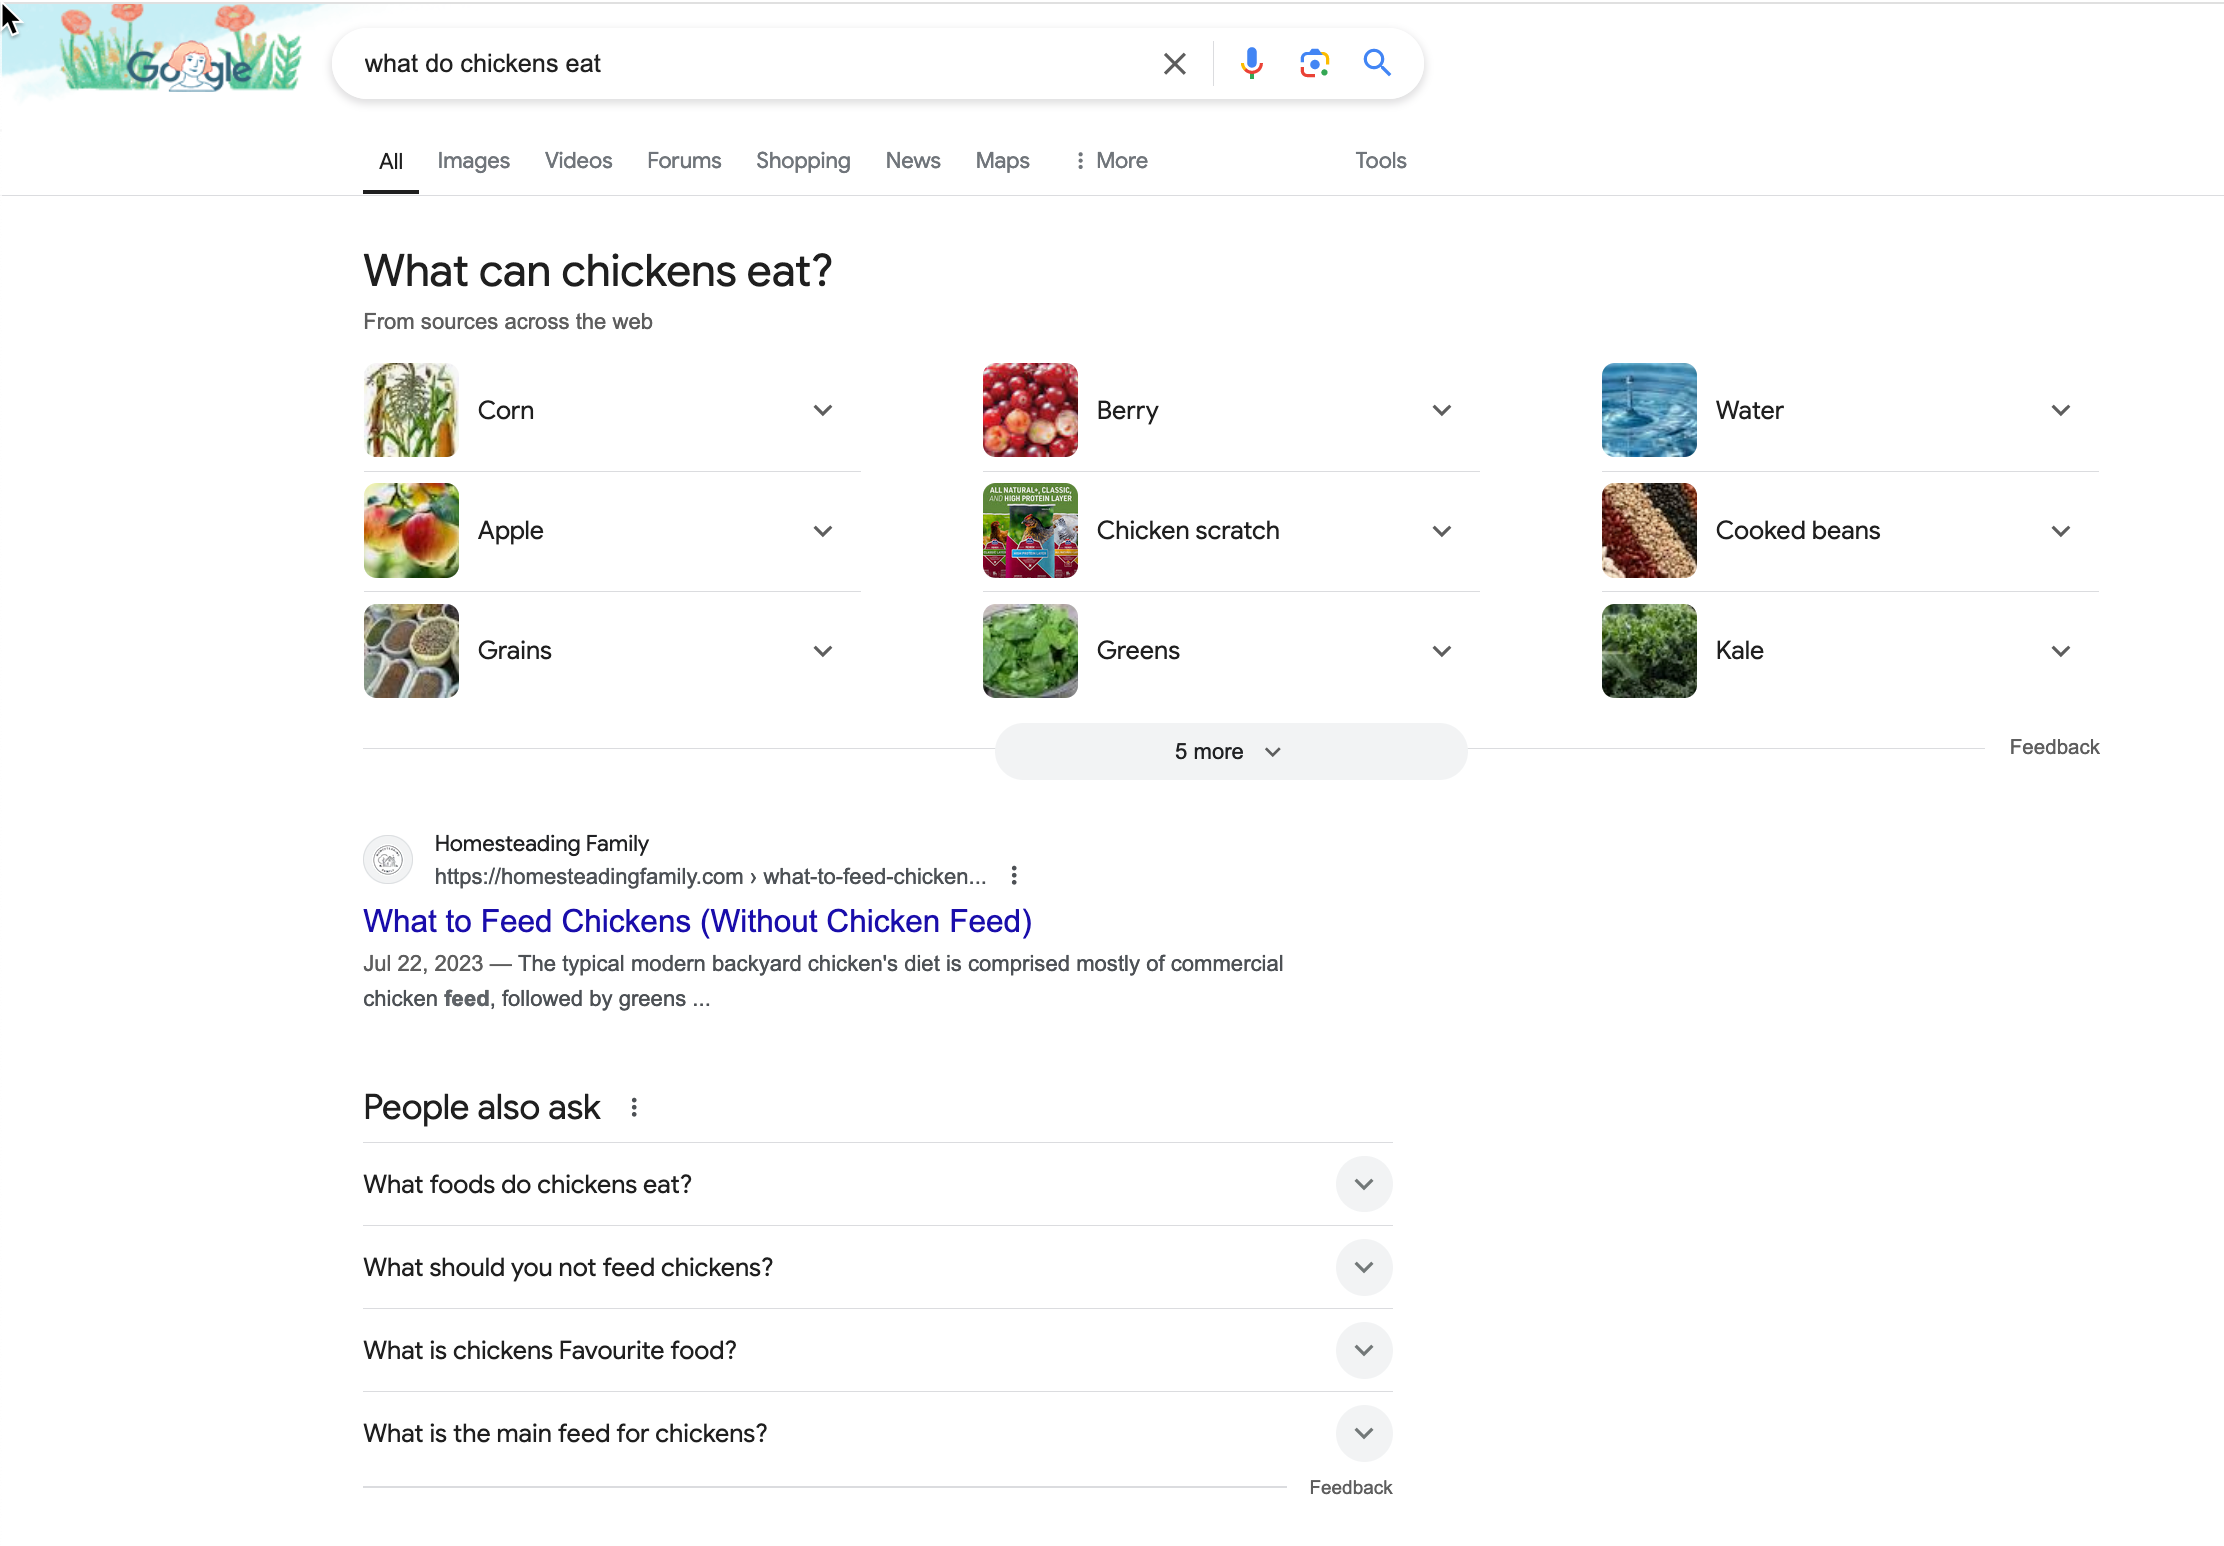 Google
what do chickens eat
All Images Videos Forums Shopping News Maps More Tools
What can chickens eat?
From sources across the web
Corn
Berry
Water
Apple
ALL NATURAL+, CLASSIC,
AND HIGH PROTEIN LAYER
Chicken scratch
Cooked beans
Grains
Greens
Kale
5 more
Feedback
Homesteading Family
https://homesteadingfamily.com › what-to-feed-chicken...
What to Feed Chickens (Without Chicken Feed)
Jul 22, 2023 — The typical modern backyard chicken's diet is comprised mostly of commercial
chicken feed, followed by greens ...
People also ask
What foods do chickens eat?
What should you not feed chickens?
What is chickens Favourite food?
What is the main feed for chickens?
Feedback